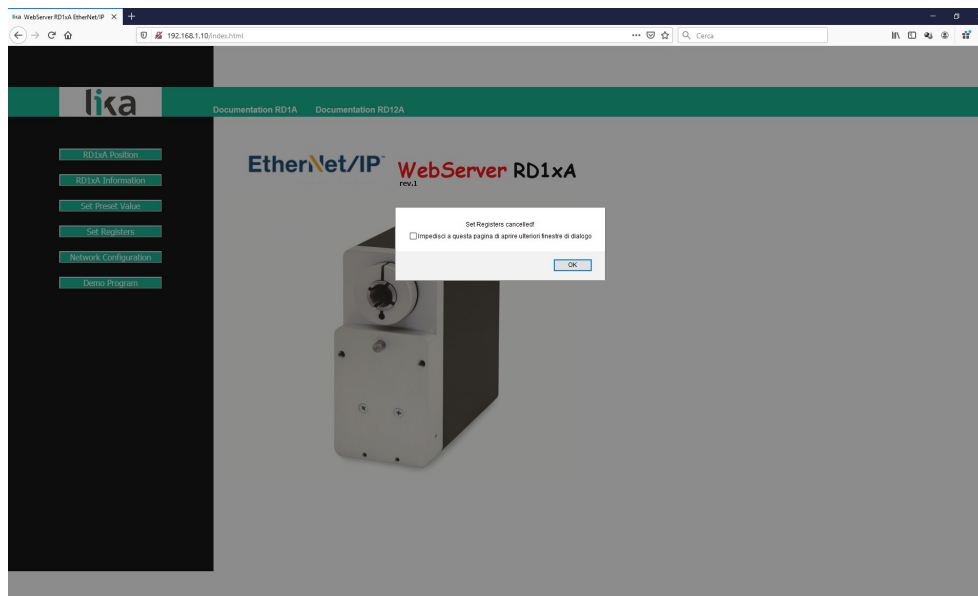 lika WebServer RD1xA EtherNet/IP
192.168.1.10/index.html
Cerca
lika
Documentation RD1A Documentation RD12A
RD1xA Position
RD1xA Information
Set Preset Value
Set Registers
Network Configuration
Demo Program
EtherNet/IP™ WebServer RD1xA
rev.1
Set Registers cancelled!
Impedisci a questa pagina di aprire ulteriori finestre di dialogo
OK